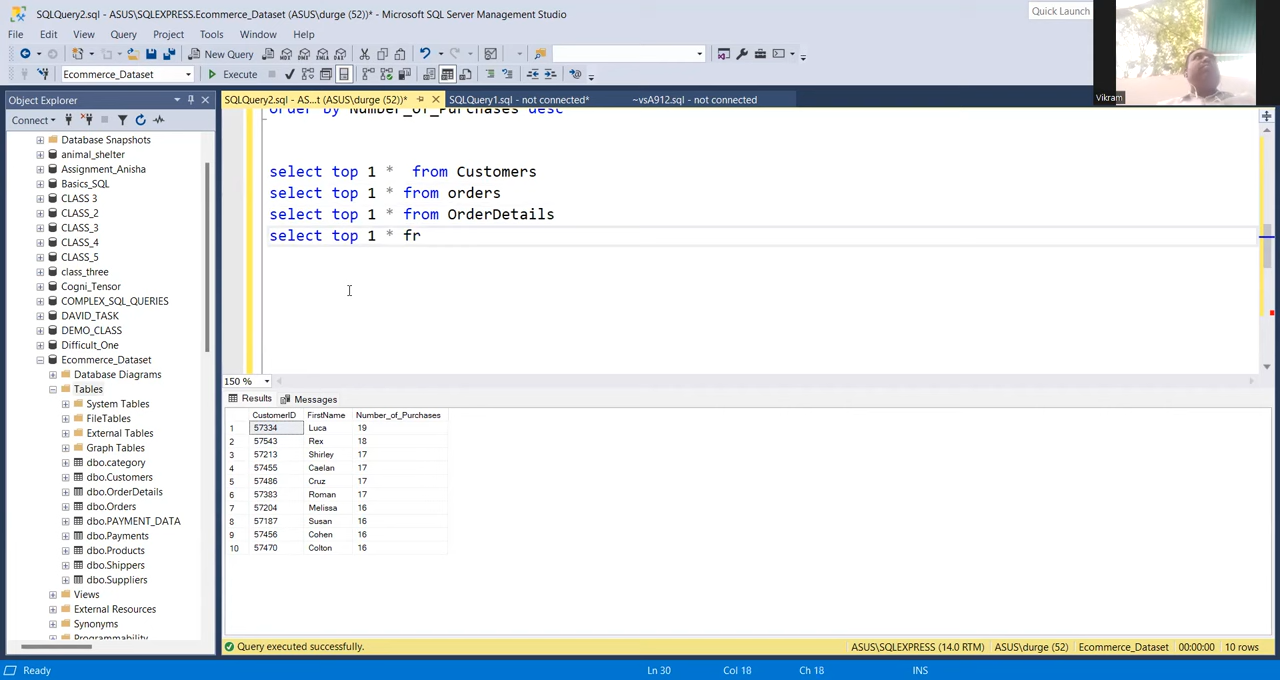 SQLQuery2.sql - ASUS\SQLEXPRESS.Ecommerce_Dataset (ASUS\durge (52))* - Microsoft SQL Server Management Studio
Quick Launch
File Edit View Query Project Tools Window Help
New Query
Ecommerce_Dataset Execute
Object Explorer
SQLQuery2.sql - AS...t (ASUS\durge (52))* SQLQuery1.sql - not connected* ~vsA912.sql - not connected
Vikram
Connect
Database Snapshots
animal_shelter
Assignment_Anisha
Basics_SQL
CLASS 3
CLASS_2
CLASS_3
CLASS_4
CLASS_5
class_three
Cogni_Tensor
COMPLEX_SQL_QUERIES
DAVID_TASK
DEMO_CLASS
Difficult_One
Ecommerce_Dataset
Database Diagrams
Tables
System Tables
FileTables
External Tables
Graph Tables
dbo.category
dbo.Customers
dbo.OrderDetails
dbo.Orders
dbo.PAYMENT_DATA
dbo.Payments
dbo.Products
dbo.Shippers
dbo.Suppliers
Views
External Resources
Synonyms
Programmability
order by Number_Of_Purchases desc
select top 1 * from Customers
select top 1 * from orders
select top 1 * from OrderDetails
select top 1 * fr
150 %
Results Messages
CustomerID FirstName Number_of_Purchases
1 57334 Luca 19
2 57543 Rex 18
3 57213 Shirley 17
4 57455 Caelan 17
5 57486 Cruz 17
6 57383 Roman 17
7 57204 Melissa 16
8 57187 Susan 16
9 57456 Cohen 16
10 57470 Colton 16
Query executed successfully.
ASUS\SQLEXPRESS (14.0 RTM) ASUS\durge (52) Ecommerce_Dataset 00:00:00 10 rows
Ready Ln 30 Col 18 Ch 18 INS